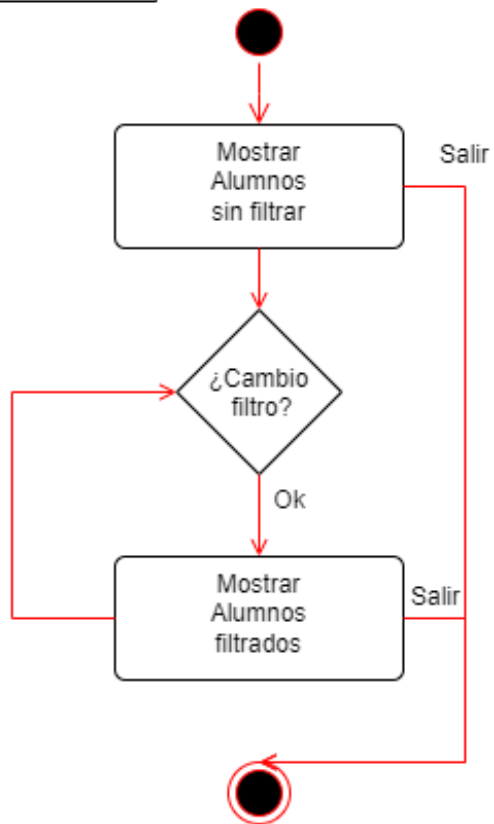 Mostrar
Alumnos
sin filtrar
Salir
¿Cambio
filtro?
Ok
Mostrar
Alumnos
filtrados
Salir